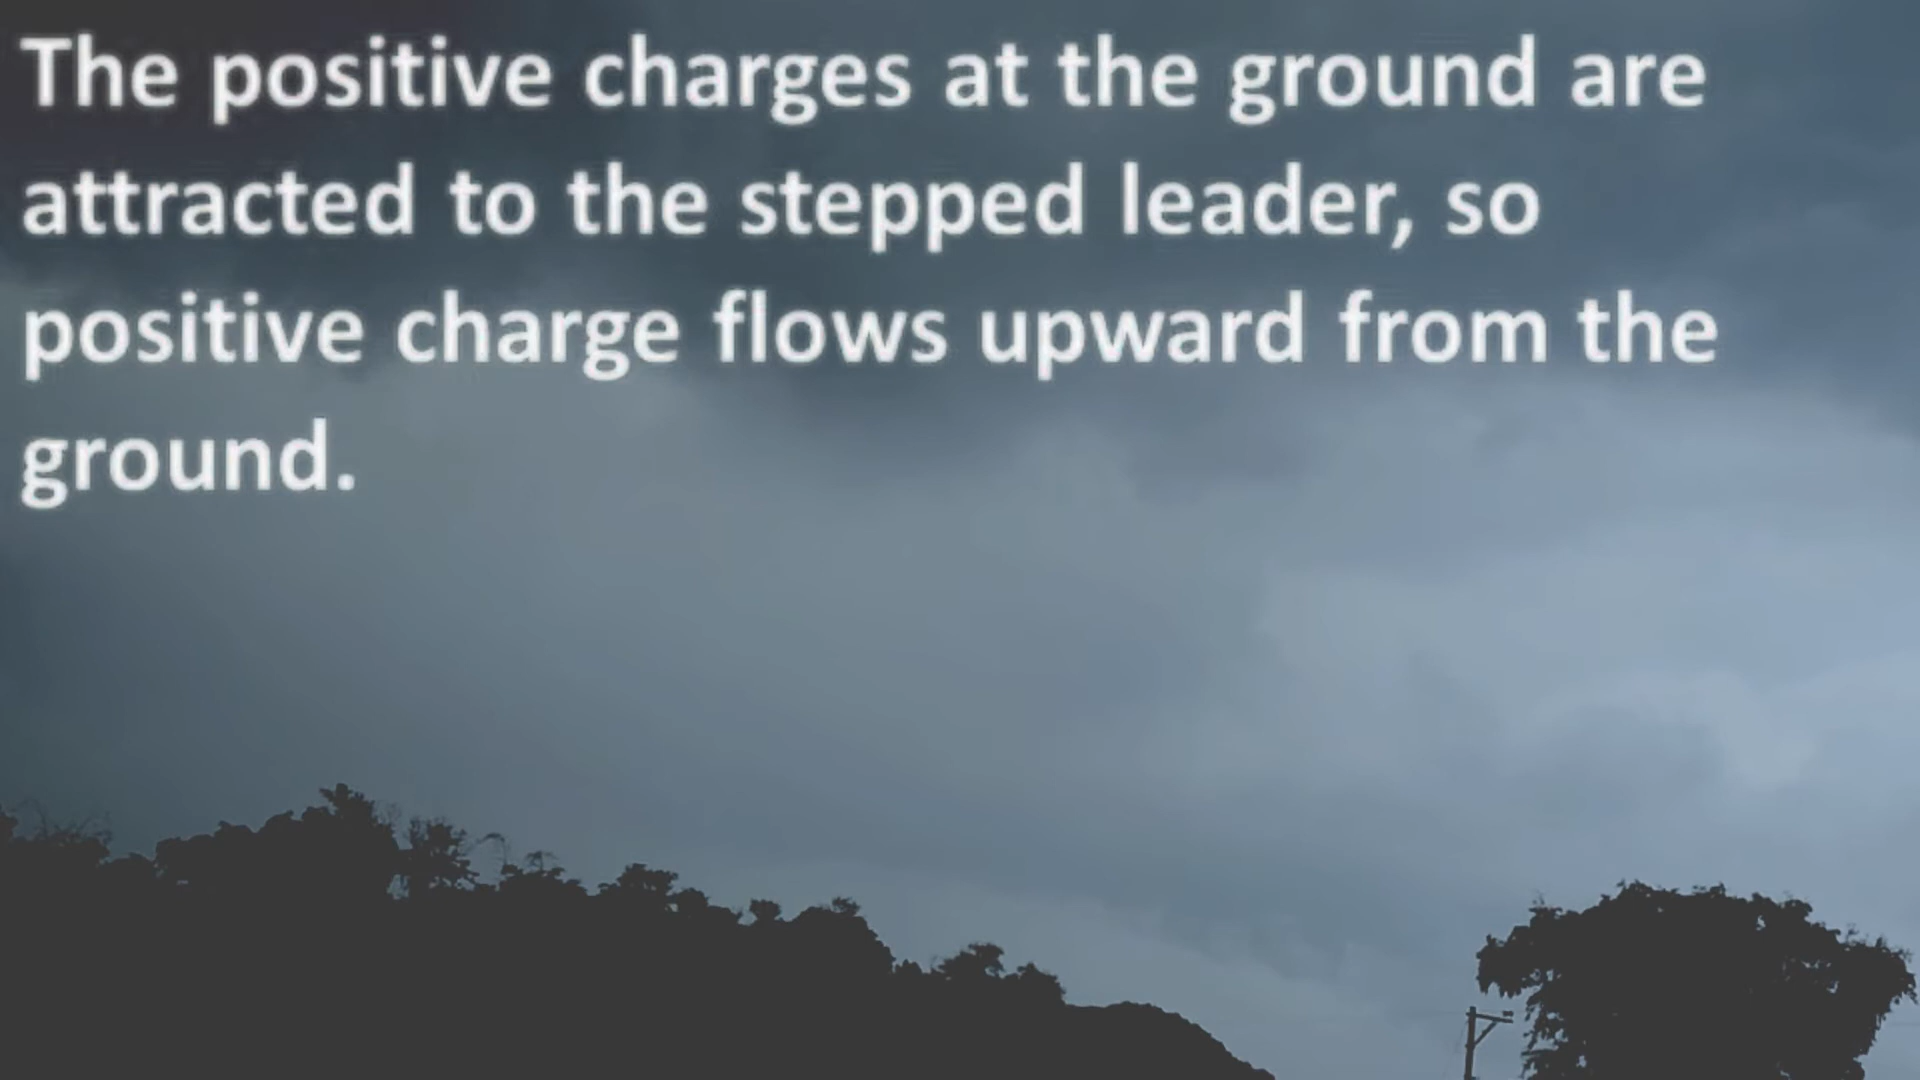 The positive charges at the ground are
attracted to the stepped leader, so
positive charge flows upward from the
ground.